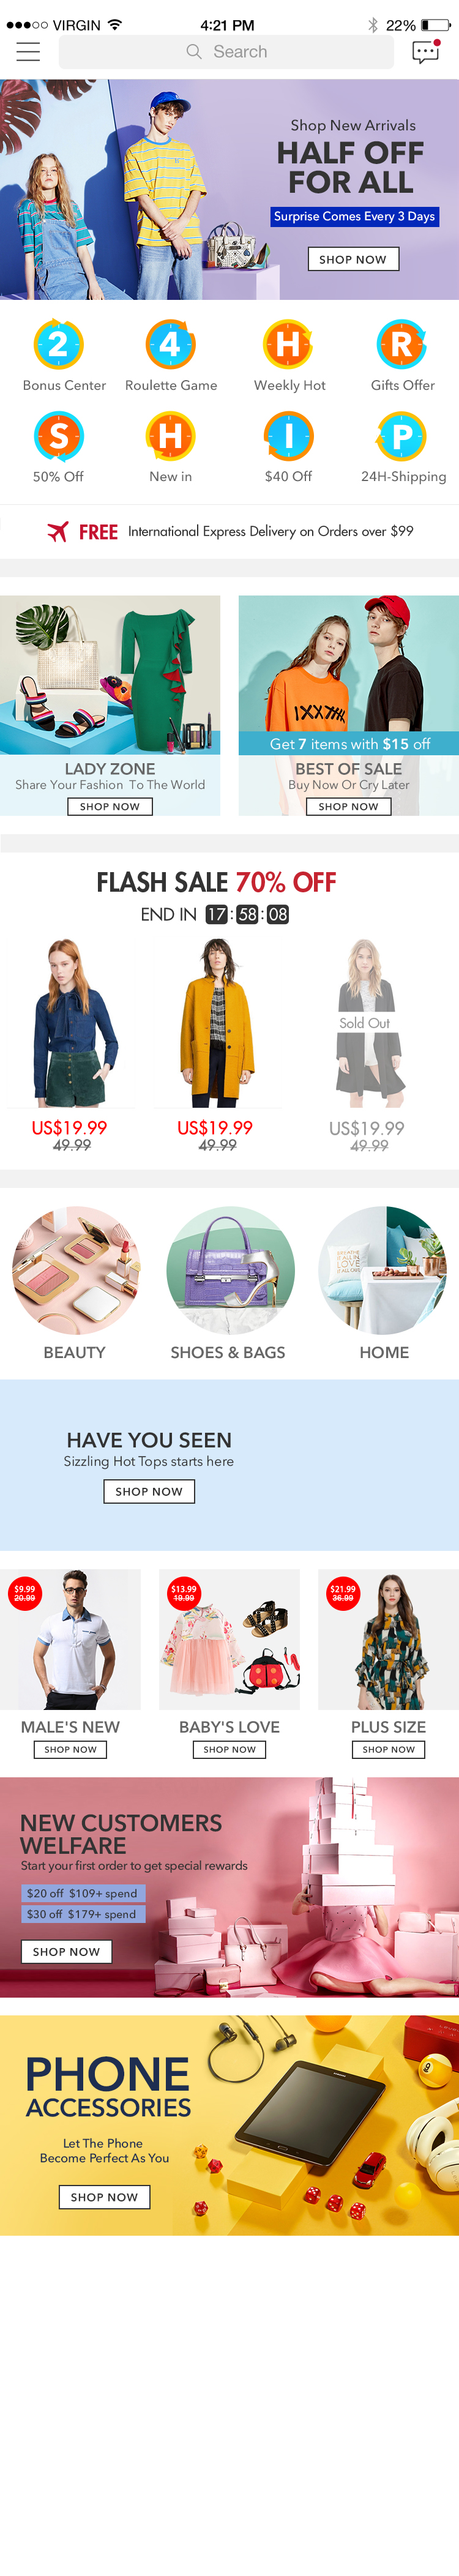 VIRGIN
4:21 PM
22%
Search
Shop New Arrivals
HALF OFF
FOR ALL
Surprise Comes Every 3 Days
SHOP NOW
2 4 H R
Bonus Center Roulette Game Weekly Hot Gifts Offer
S H I P
50% Off New in $40 Off 24H-Shipping
FREE International Express Delivery on Orders over $99
Get 7 items with $15 off
LADY ZONE
Share Your Fashion To The World
SHOP NOW
BEST OF SALE
Buy Now Or Cry Later
SHOP NOW
FLASH SALE 70% OFF
END IN 17:58:08
Sold Out
US$19.99 US$19.99 US$19.99
49.99 49.99 49.99
BEAUTY SHOES & BAGS HOME
HAVE YOU SEEN
Sizzling Hot Tops starts here
SHOP NOW
$9.99
20.99
$13.99
19.99
$21.99
36.99
MALE'S NEW BABY'S LOVE PLUS SIZE
SHOP NOW SHOP NOW SHOP NOW
NEW CUSTOMERS
WELFARE
Start your first order to get special rewards
$20 off $109+ spend
$30 off $179+ spend
SHOP NOW
PHONE
ACCESSORIES
Let The Phone
Become Perfect As You
SHOP NOW